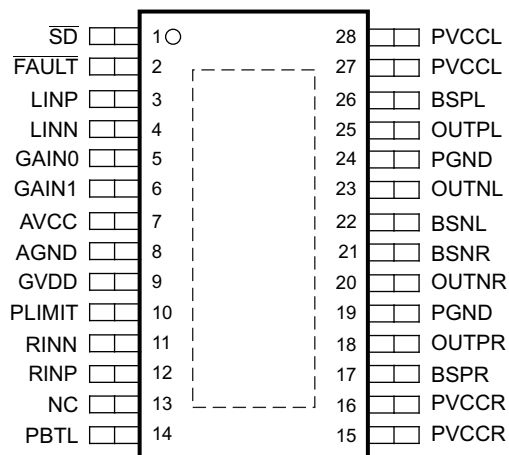 S̅D̅ 1 28 PVCCL
F̅A̅U̅L̅T̅ 2 27 PVCCL
LINP 3 26 BSPL
LINN 4 25 OUTPL
GAIN0 5 24 PGND
GAIN1 6 23 OUTNL
AVCC 7 22 BSNL
AGND 8 21 BSNR
GVDD 9 20 OUTNR
PLIMIT 10 19 PGND
RINN 11 18 OUTPR
RINP 12 17 BSPR
NC 13 16 PVCCR
PBTL 14 15 PVCCR